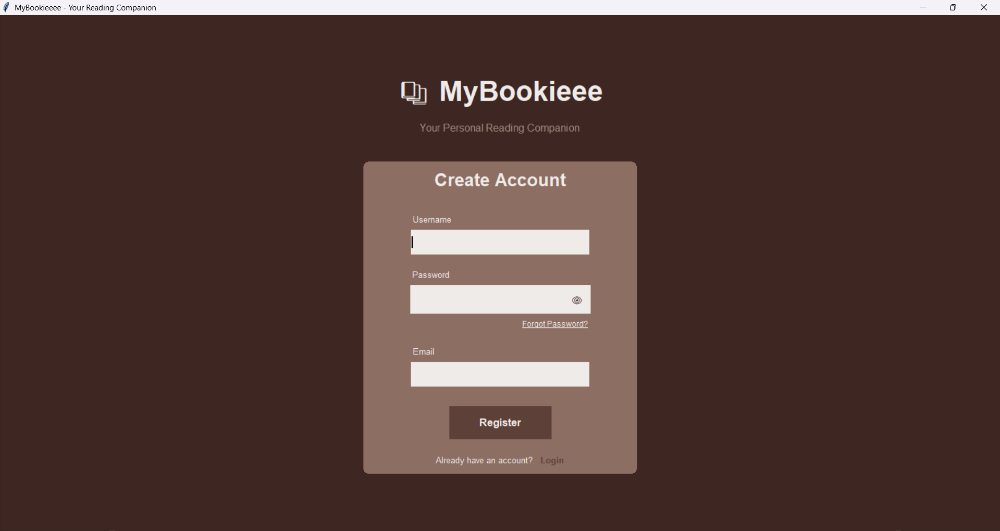 MyBookieeee - Your Reading Companion
MyBookieee
Your Personal Reading Companion
Create Account
Username
Password
Forgot Password?
Email
Register
Already have an account? Login